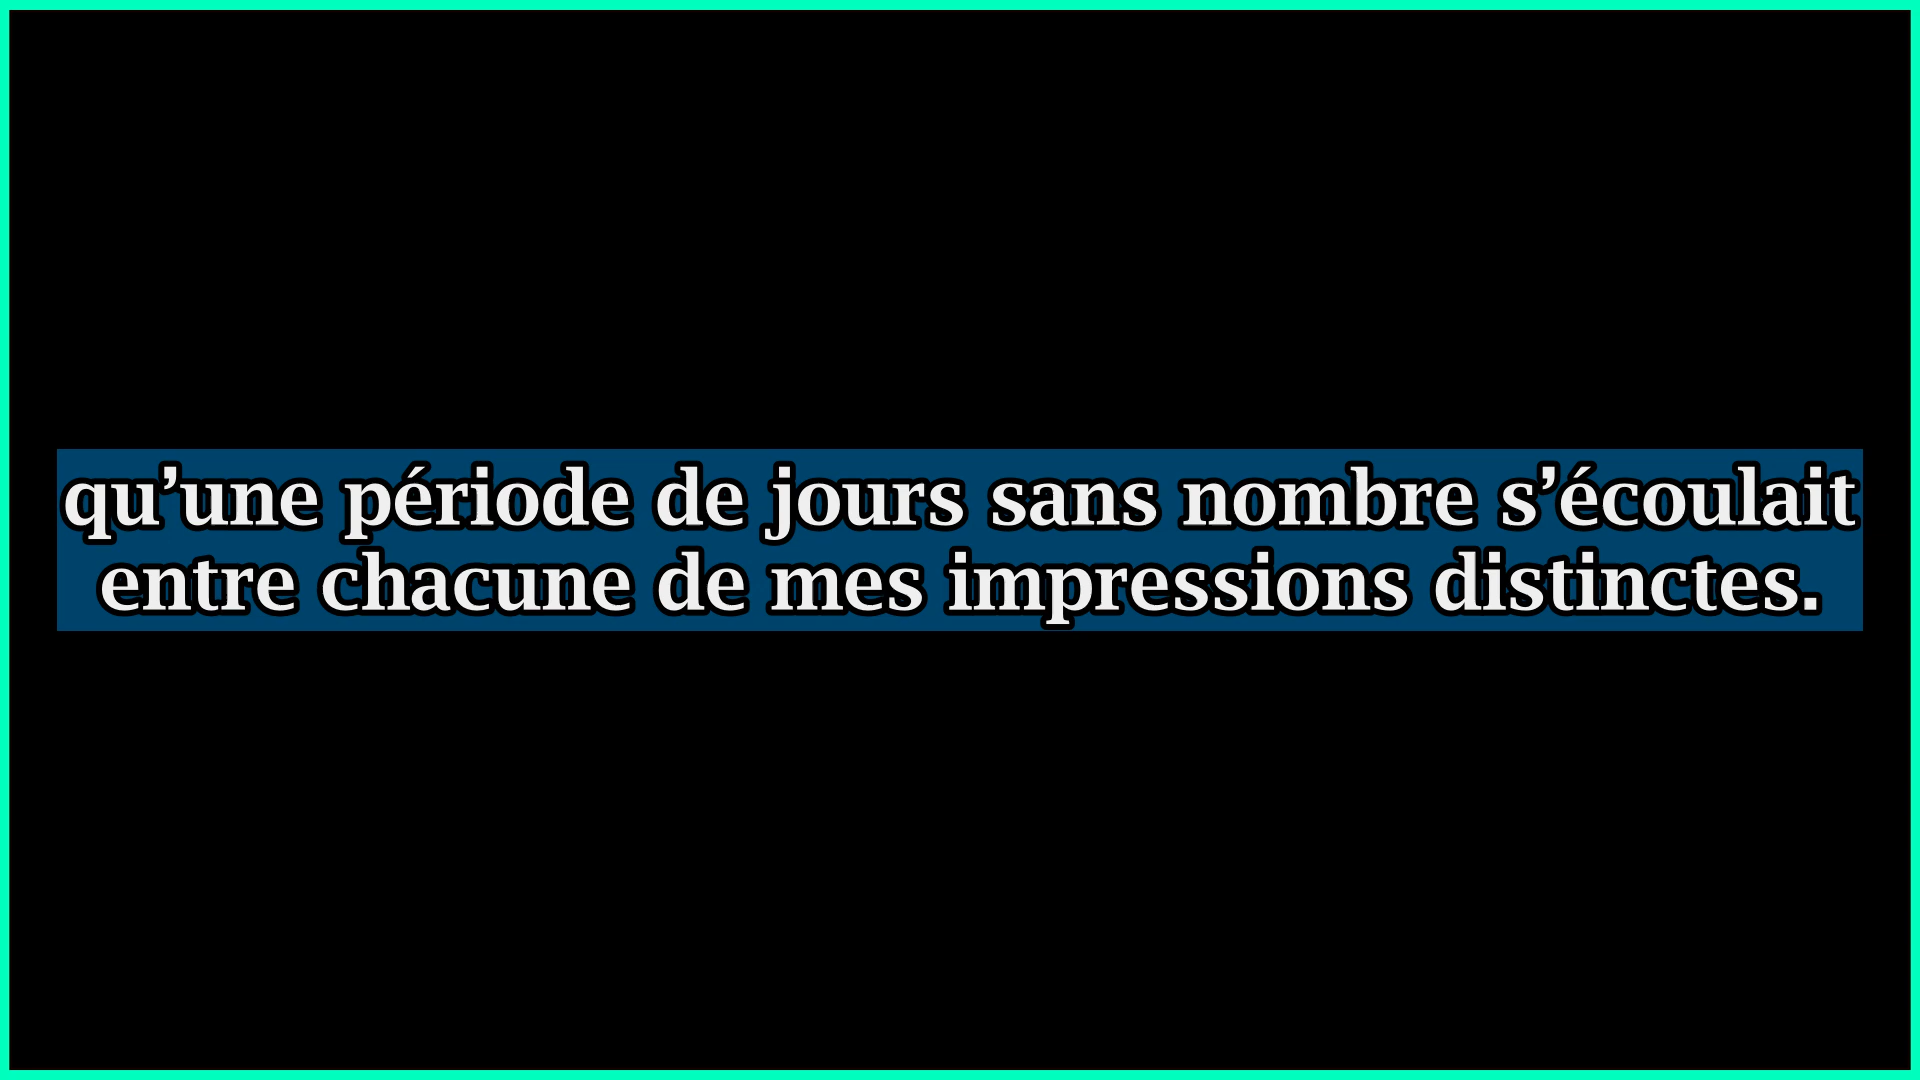 qu’une période de jours sans nombre s’écoulait
entre chacune de mes impressions distinctes.